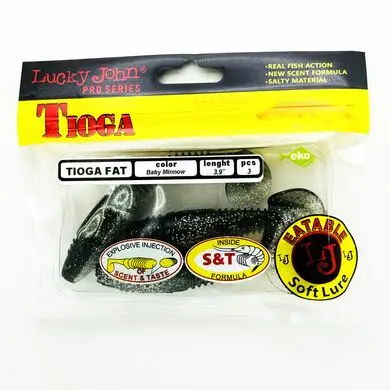 Lucky John®
PRO SERIES
- REAL FISH ACTION
- NEW SCENT FORMULA
- SALTY MATERIAL
TIOGA
eko
TIOGA FAT
color
Baby Minnow
lenght
3,9"
pcs
3
EXPLOSIVE INJECTION
OF
SCENT & TASTE
INSIDE
S&T
FORMULA
EATABLE
LJ
Soft Lure